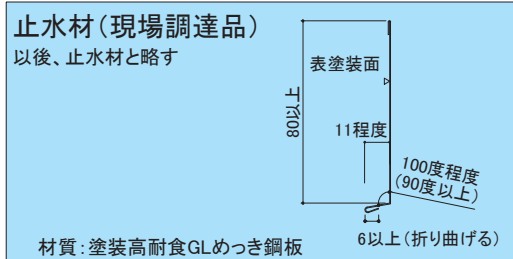 止水材(現場調達品)
以後、止水材と略す
表塗装面
80以上
11程度
100度程度
(90度以上)
6以上(折り曲げる)
材質:塗装高耐食GLめっき鋼板